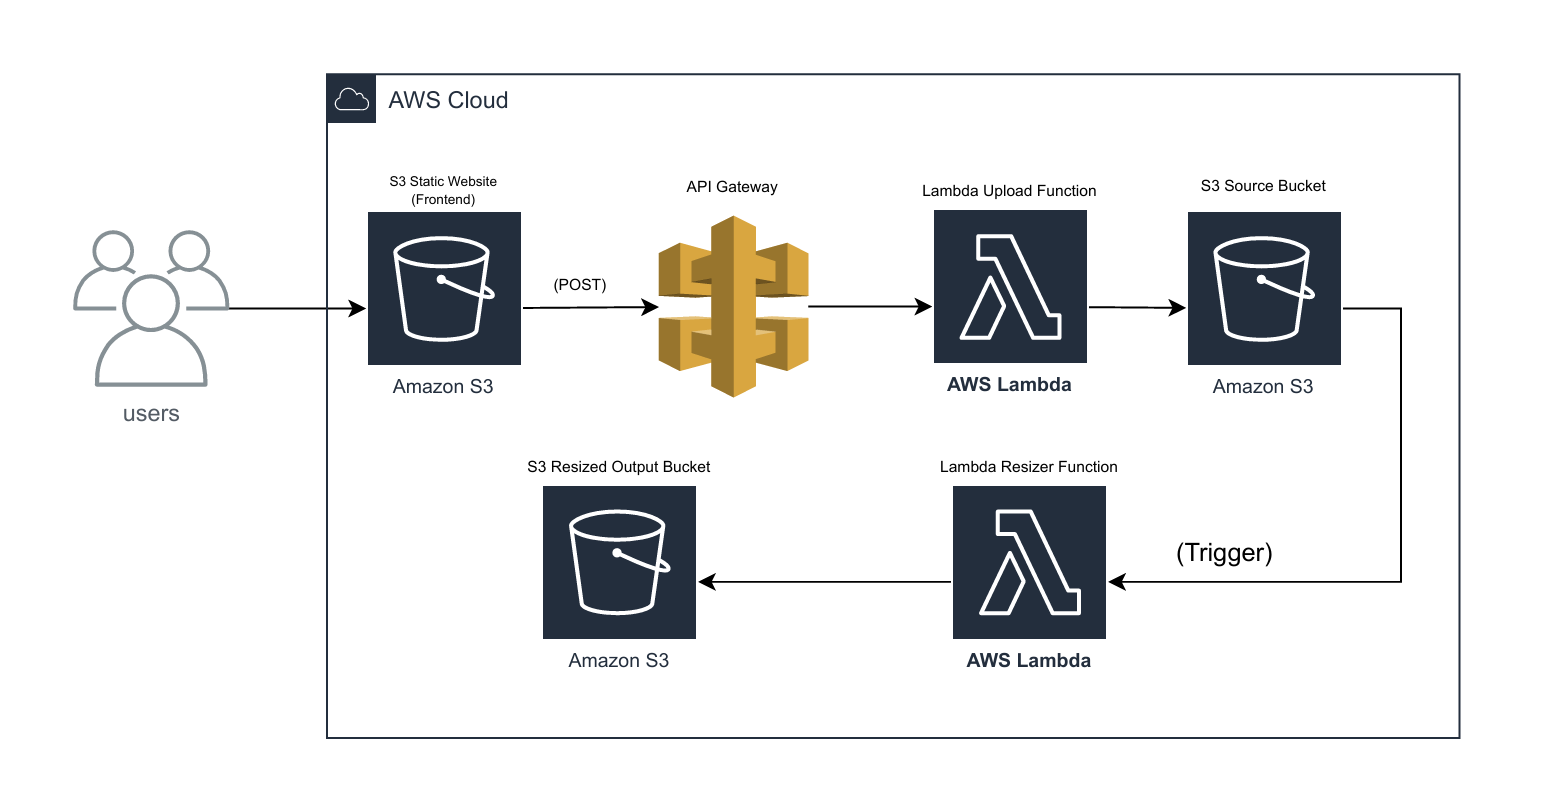 AWS Cloud
S3 Static Website
(Frontend)
API Gateway
Lambda Upload Function
S3 Source Bucket
(POST)
Amazon S3
AWS Lambda
Amazon S3
users
S3 Resized Output Bucket
Lambda Resizer Function
(Trigger)
Amazon S3
AWS Lambda